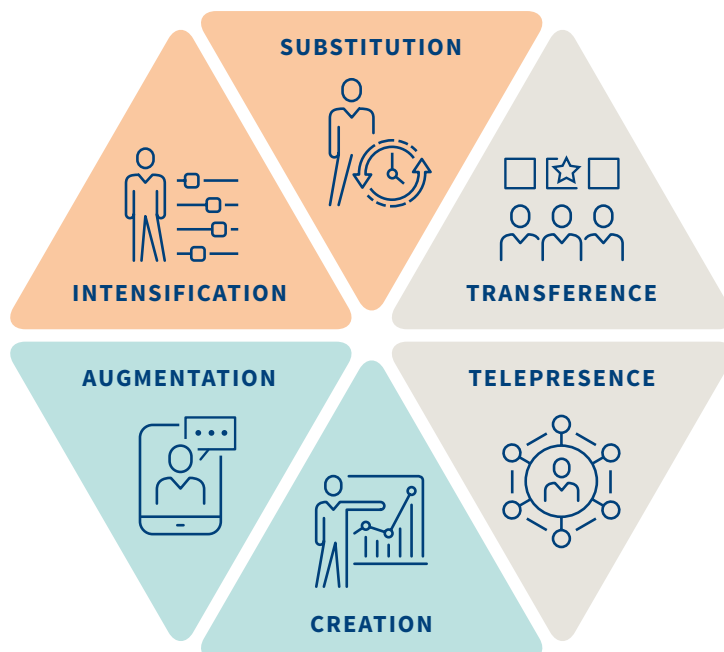 SUBSTITUTION
INTENSIFICATION
TRANSFERENCE
AUGMENTATION
TELEPRESENCE
CREATION